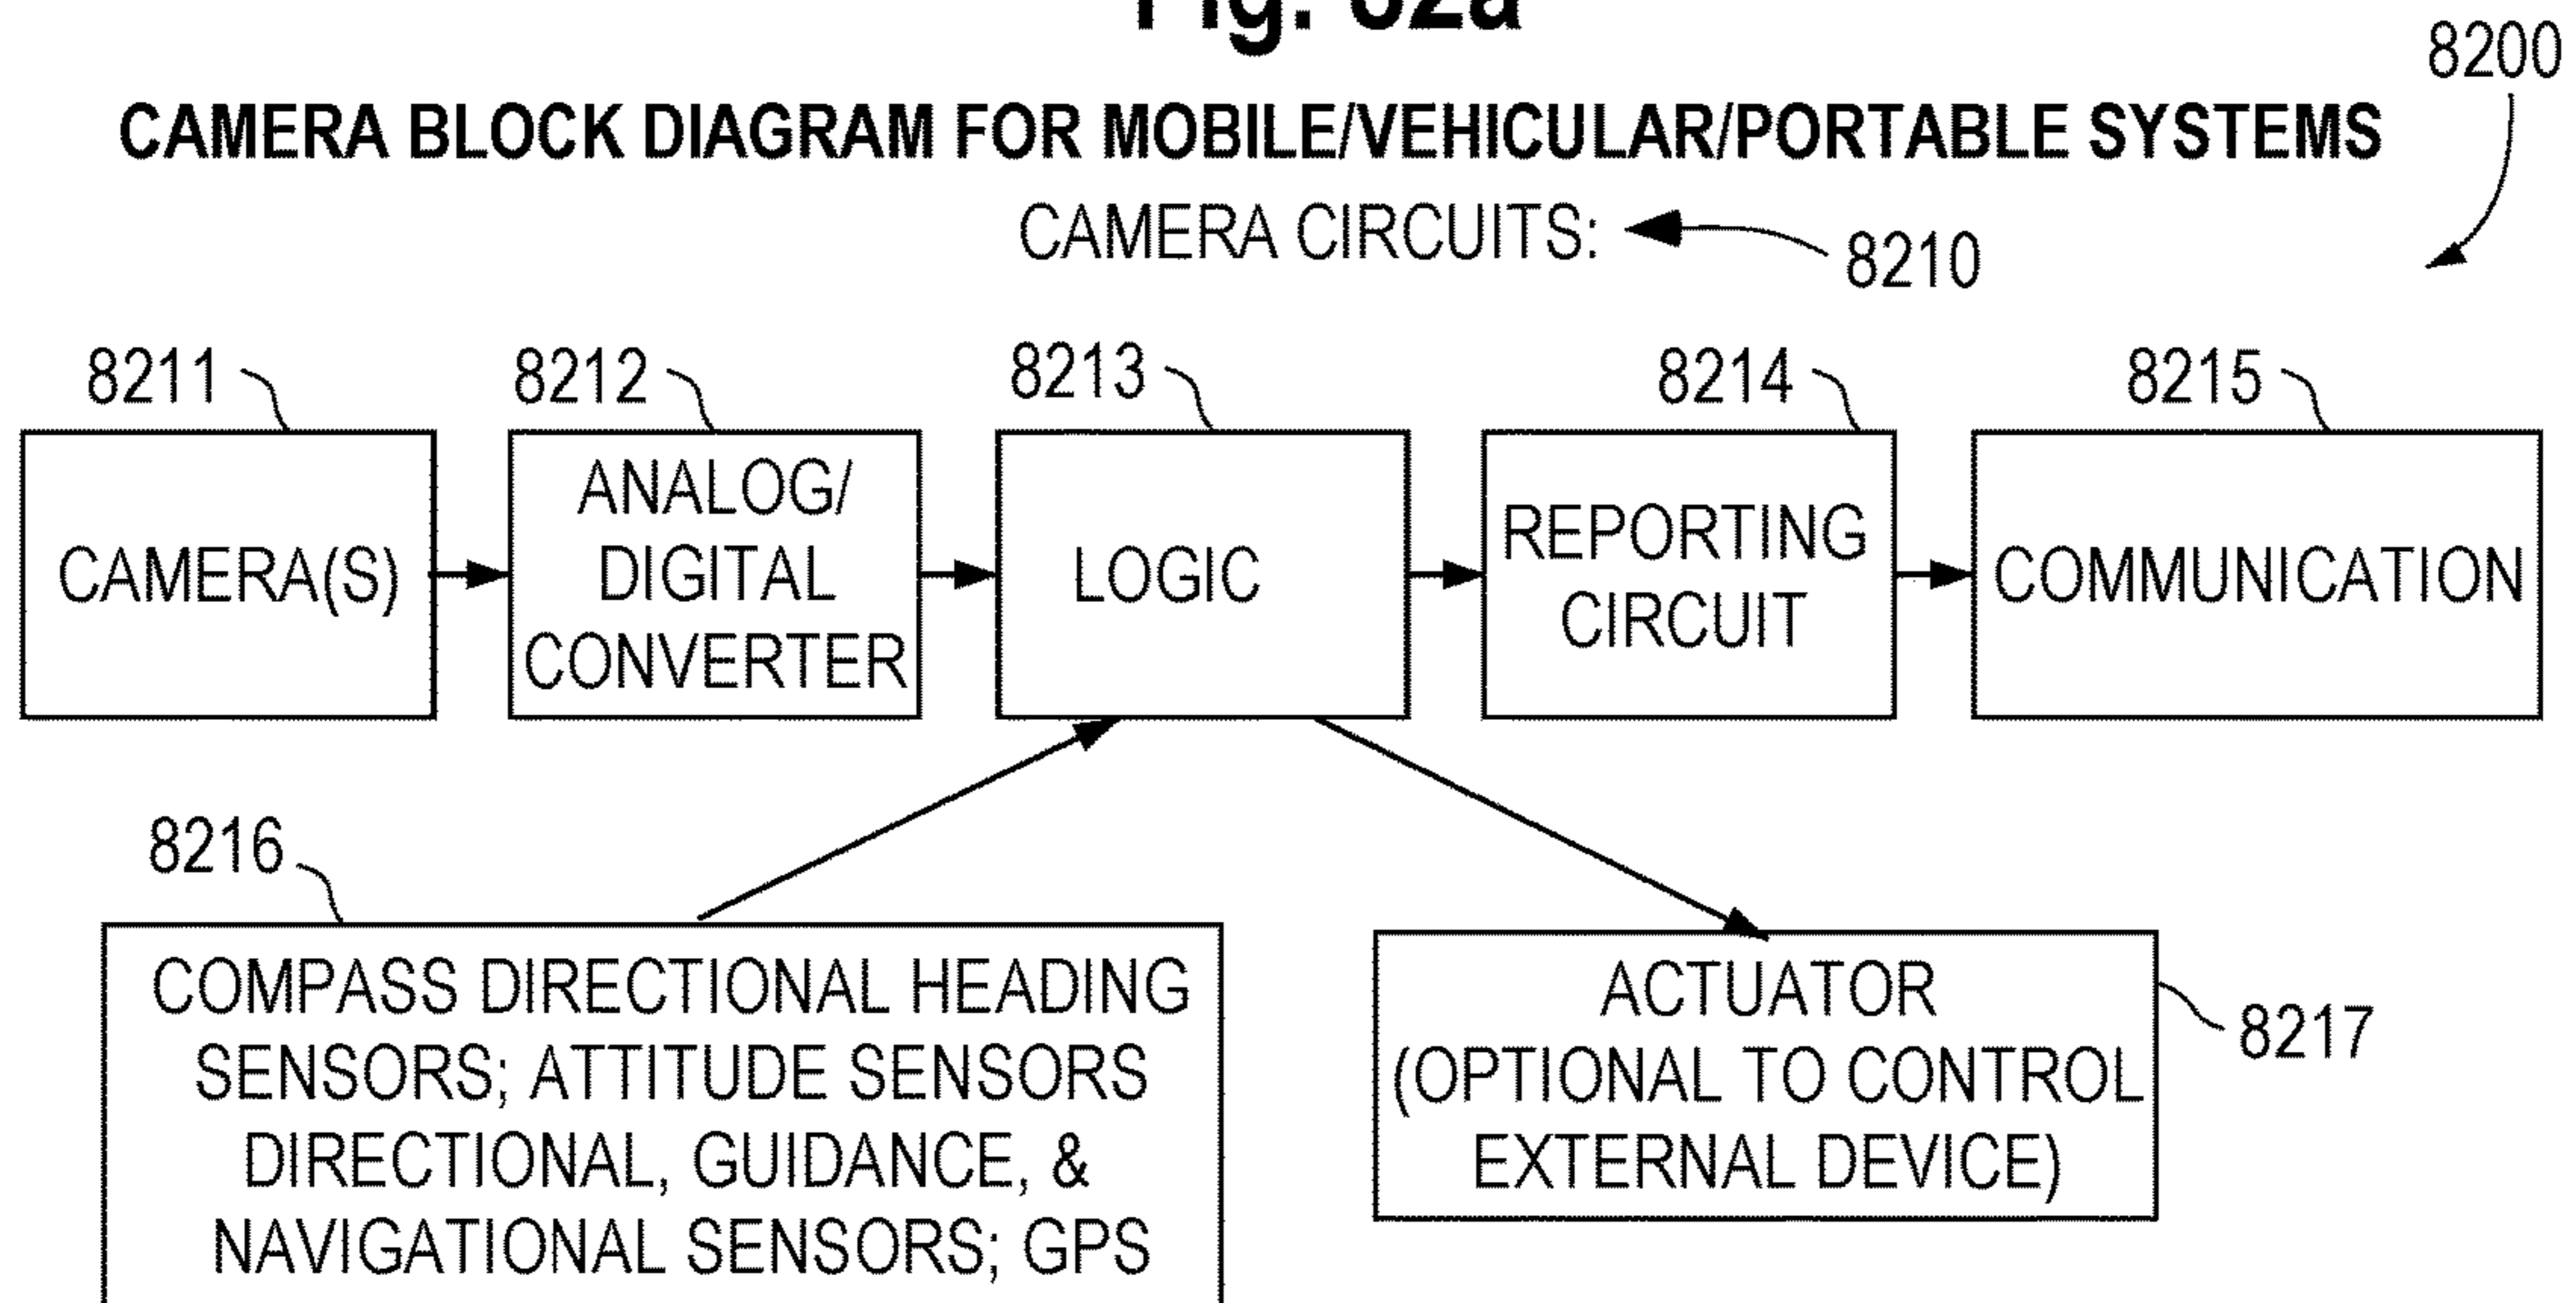 Fig. 82a
8200
CAMERA BLOCK DIAGRAM FOR MOBILE/VEHICULAR/PORTABLE SYSTEMS
CAMERA CIRCUITS:
8210
8211
8212
8213
8214
8215
CAMERA(S)
ANALOG/
DIGITAL
CONVERTER
LOGIC
REPORTING
CIRCUIT
COMMUNICATION
8216
COMPASS DIRECTIONAL HEADING
SENSORS; ATTITUDE SENSORS
DIRECTIONAL, GUIDANCE, &
NAVIGATIONAL SENSORS; GPS
ACTUATOR
(OPTIONAL TO CONTROL
EXTERNAL DEVICE)
8217